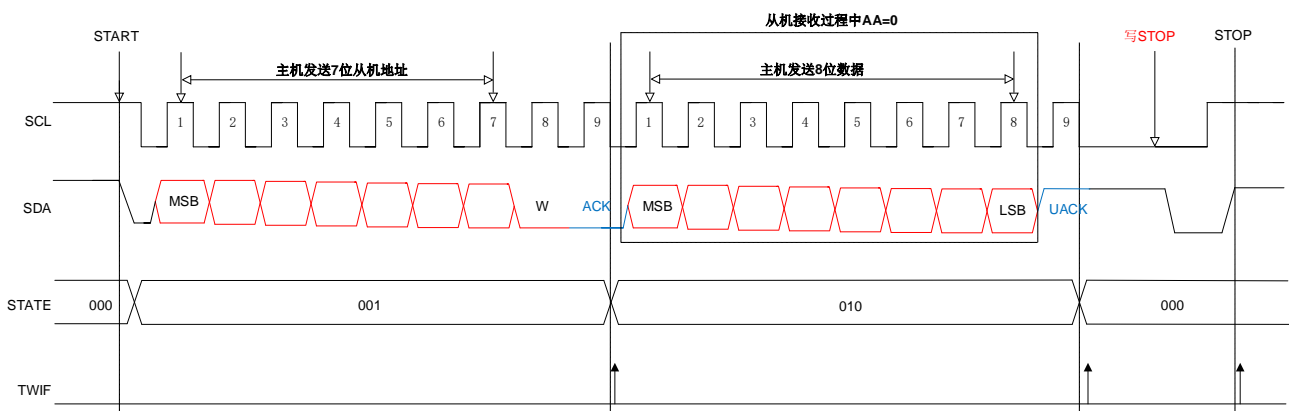 从机接收过程中AA=0
START
写STOP
STOP
主机发送7位从机地址
主机发送8位数据
SCL
1 2 3 4 5 6 7 8 9 1 2 3 4 5 6 7 8 9
SDA
MSB W ACK MSB LSB UACK
STATE 000 001 010 000
TWIF